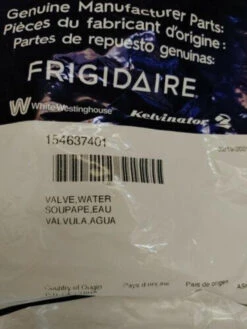 Genuine Manufacturer Parts:
Pièces du fabricant d'origine :
Partes de repuesto genuinas:
FRIGIDAIRE
White-Westinghouse Kelvinator
154637401
VALVE,WATER
SOUPAPE,EAU
VALVULA,AGUA
Country of Origin Pays d'origine Pais de origen